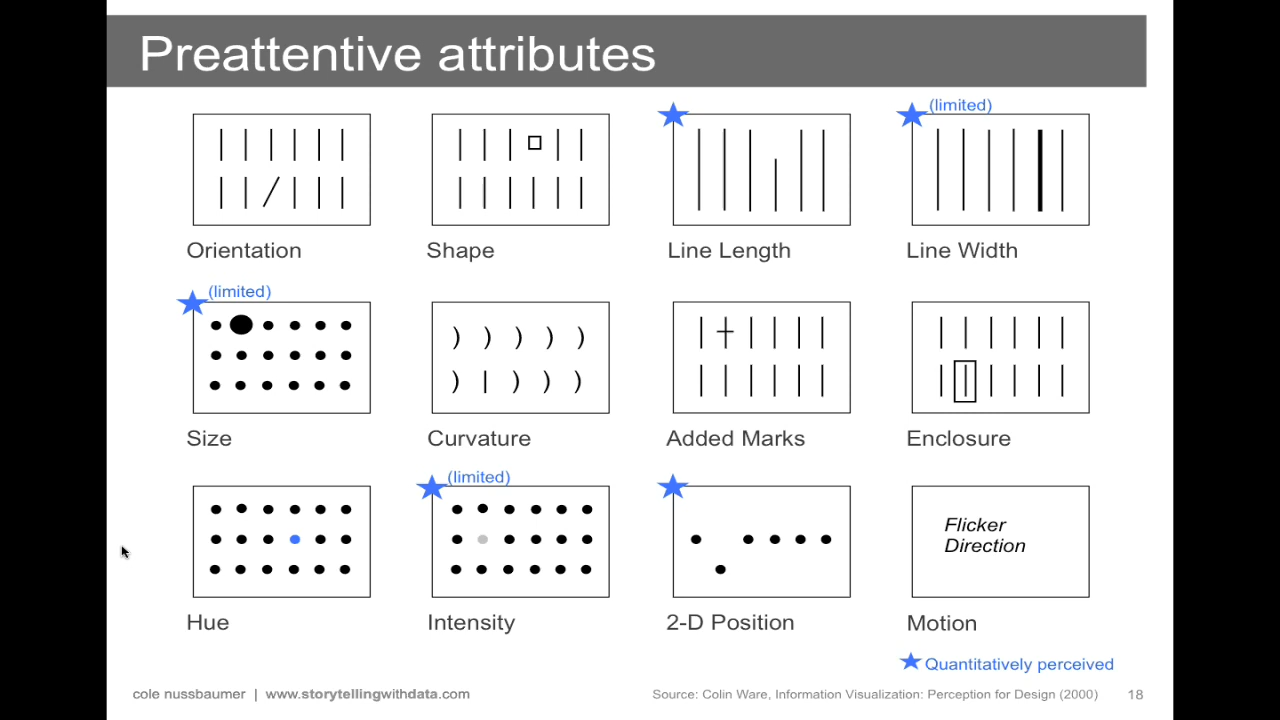 Preattentive attributes
(limited)
Orientation
Shape
Line Length
Line Width
(limited)
Size
Curvature
Added Marks
Enclosure
(limited)
Flicker
Direction
Hue
Intensity
2-D Position
Motion
Quantitatively perceived
cole nussbaumer | www.storytellingwithdata.com
Source: Colin Ware, Information Visualization: Perception for Design (2000)
18